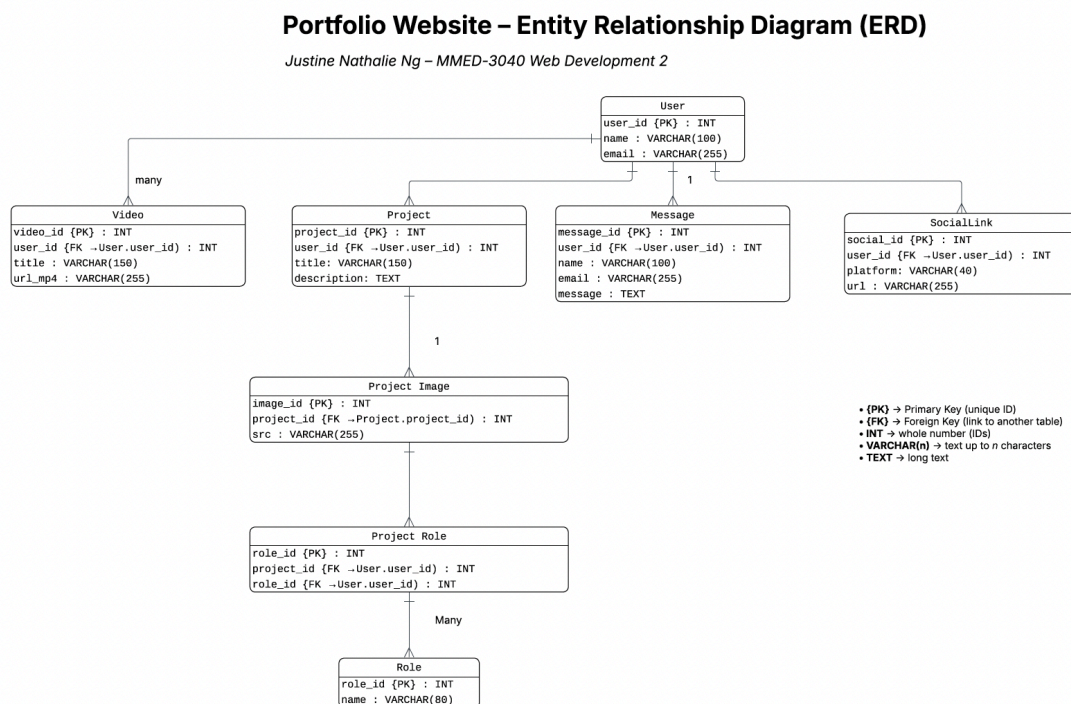 Portfolio Website – Entity Relationship Diagram (ERD)
Justine Nathalie Ng – MMED-3040 Web Development 2
User
user_id {PK} : INT
name : VARCHAR(100)
email : VARCHAR(255)
many
1
Video
video_id {PK} : INT
user_id {FK →User.user_id) : INT
title : VARCHAR(150)
url_mp4 : VARCHAR(255)
Project
project_id {PK} : INT
user_id {FK →User.user_id) : INT
title: VARCHAR(150)
description: TEXT
Message
message_id {PK} : INT
user_id {FK →User.user_id) : INT
name : VARCHAR(100)
email : VARCHAR(255)
message : TEXT
SocialLink
social_id {PK} : INT
user_id {FK →User.user_id) : INT
platform: VARCHAR(40)
url : VARCHAR(255)
1
Project Image
image_id {PK} : INT
project_id {FK →Project.project_id) : INT
src : VARCHAR(255)
• {PK} → Primary Key (unique ID)
• {FK} → Foreign Key (link to another table)
• INT → whole number (IDs)
• VARCHAR(n) → text up to n characters
• TEXT → long text
Project Role
role_id {PK} : INT
project_id {FK →User.user_id) : INT
role_id {FK →User.user_id) : INT
Many
Role
role_id {PK} : INT
name : VARCHAR(80)